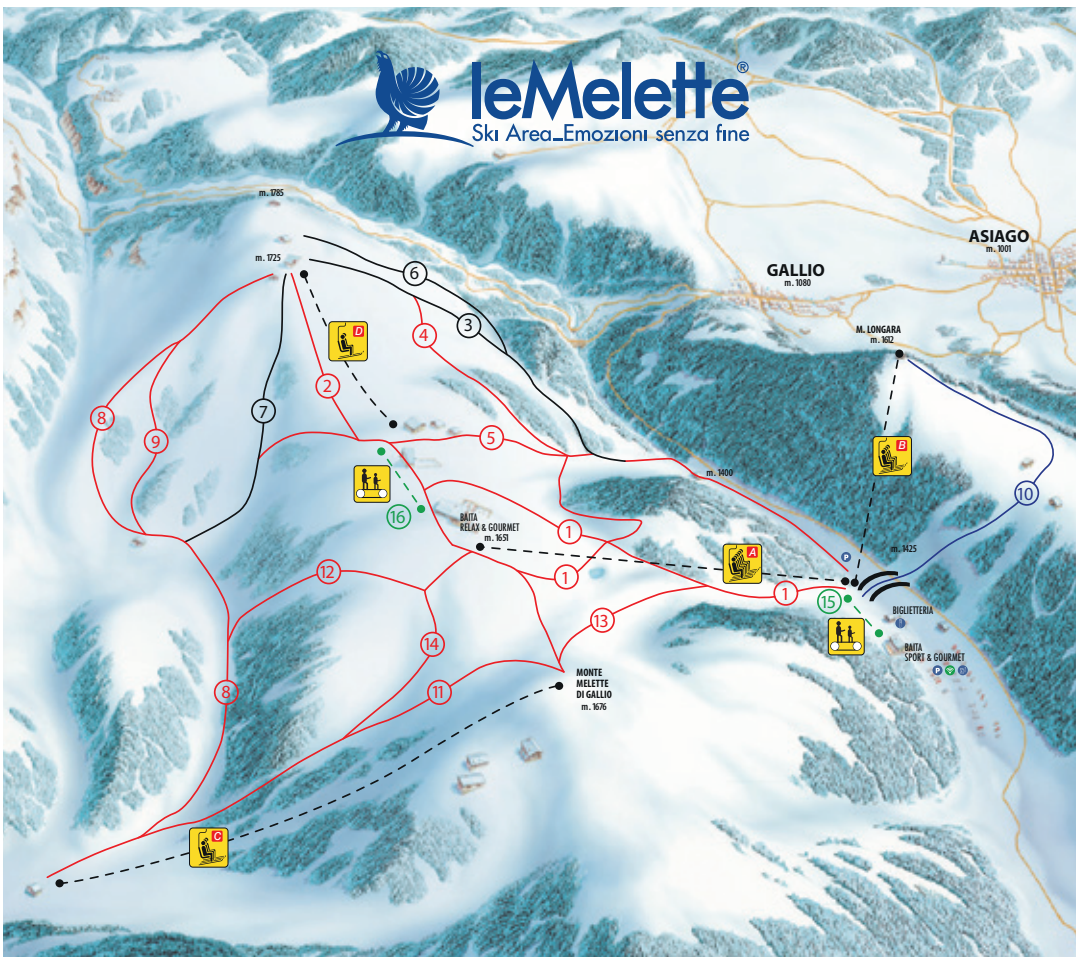 leMelette®
Ski Area_Emozioni senza fine
m. 1785
m. 1725
ASIAGO
m. 1001
GALLIO
m. 1080
M. LONGARA
m. 1612
6
3
4
D
2
7
8
9
5
B
10
m. 1400
16
BAITA
RELAX & GOURMET
m. 1651
1
1
A
P
m. 1425
12
13
1
15
BIGLIETTERIA
14
BAITA
SPORT & GOURMET
P
11
8
MONTE
MELETTE
DI GALLIO
m. 1676
C